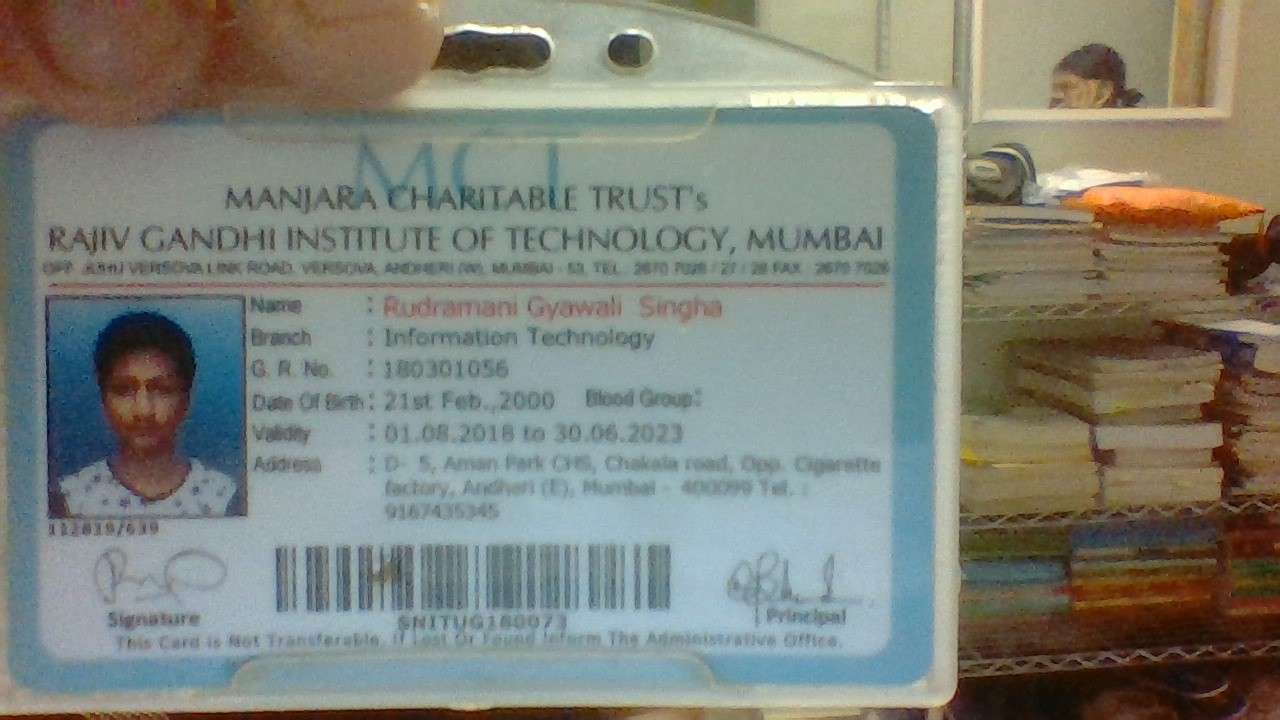 MCT
MANJARA CHARITABLE TRUST's
RAJIV GANDHI INSTITUTE OF TECHNOLOGY, MUMBAI
OPP. JUHU VERSOVA LINK ROAD, VERSOVA, ANDHERI (W), MUMBAI - 53, TEL.: 2670 7026 / 27 / 28 FAX : 2670 7026
Name : Rudramani Gyawali Singha
Branch : Information Technology
G. R. No. : 180301056
Date Of Birth : 21st Feb.,2000 Blood Group:
Validity : 01.08.2018 to 30.06.2023
Address : D- 5, Aman Park CHS, Chakala road, Opp. Cigarette
factory, Andheri (E), Mumbai - 400099 Tel. :
9167435345
112818/639
Signature
SNITUG180073
Principal
This Card is Not Transferable. If Lost Or Found Inform The Administrative Office.